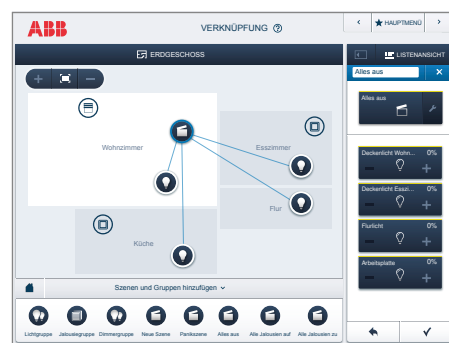 ABB
VERKNÜPFUNG ?
HAUPTMENÜ
ERDGESCHOSS
LISTENANSICHT
Alles aus
Alles aus
Wohnzimmer
Esszimmer
Flur
Küche
Deckenlicht Wohn... 0%
Deckenlicht Esszi... 0%
Flurlicht 0%
Arbeitsplatte 0%
Szenen und Gruppen hinzufügen
Lichtgruppe Jalousiegruppe Dimmergruppe Neue Szene Panikszene Alles aus Alle Jalousien auf Alle Jalousien zu